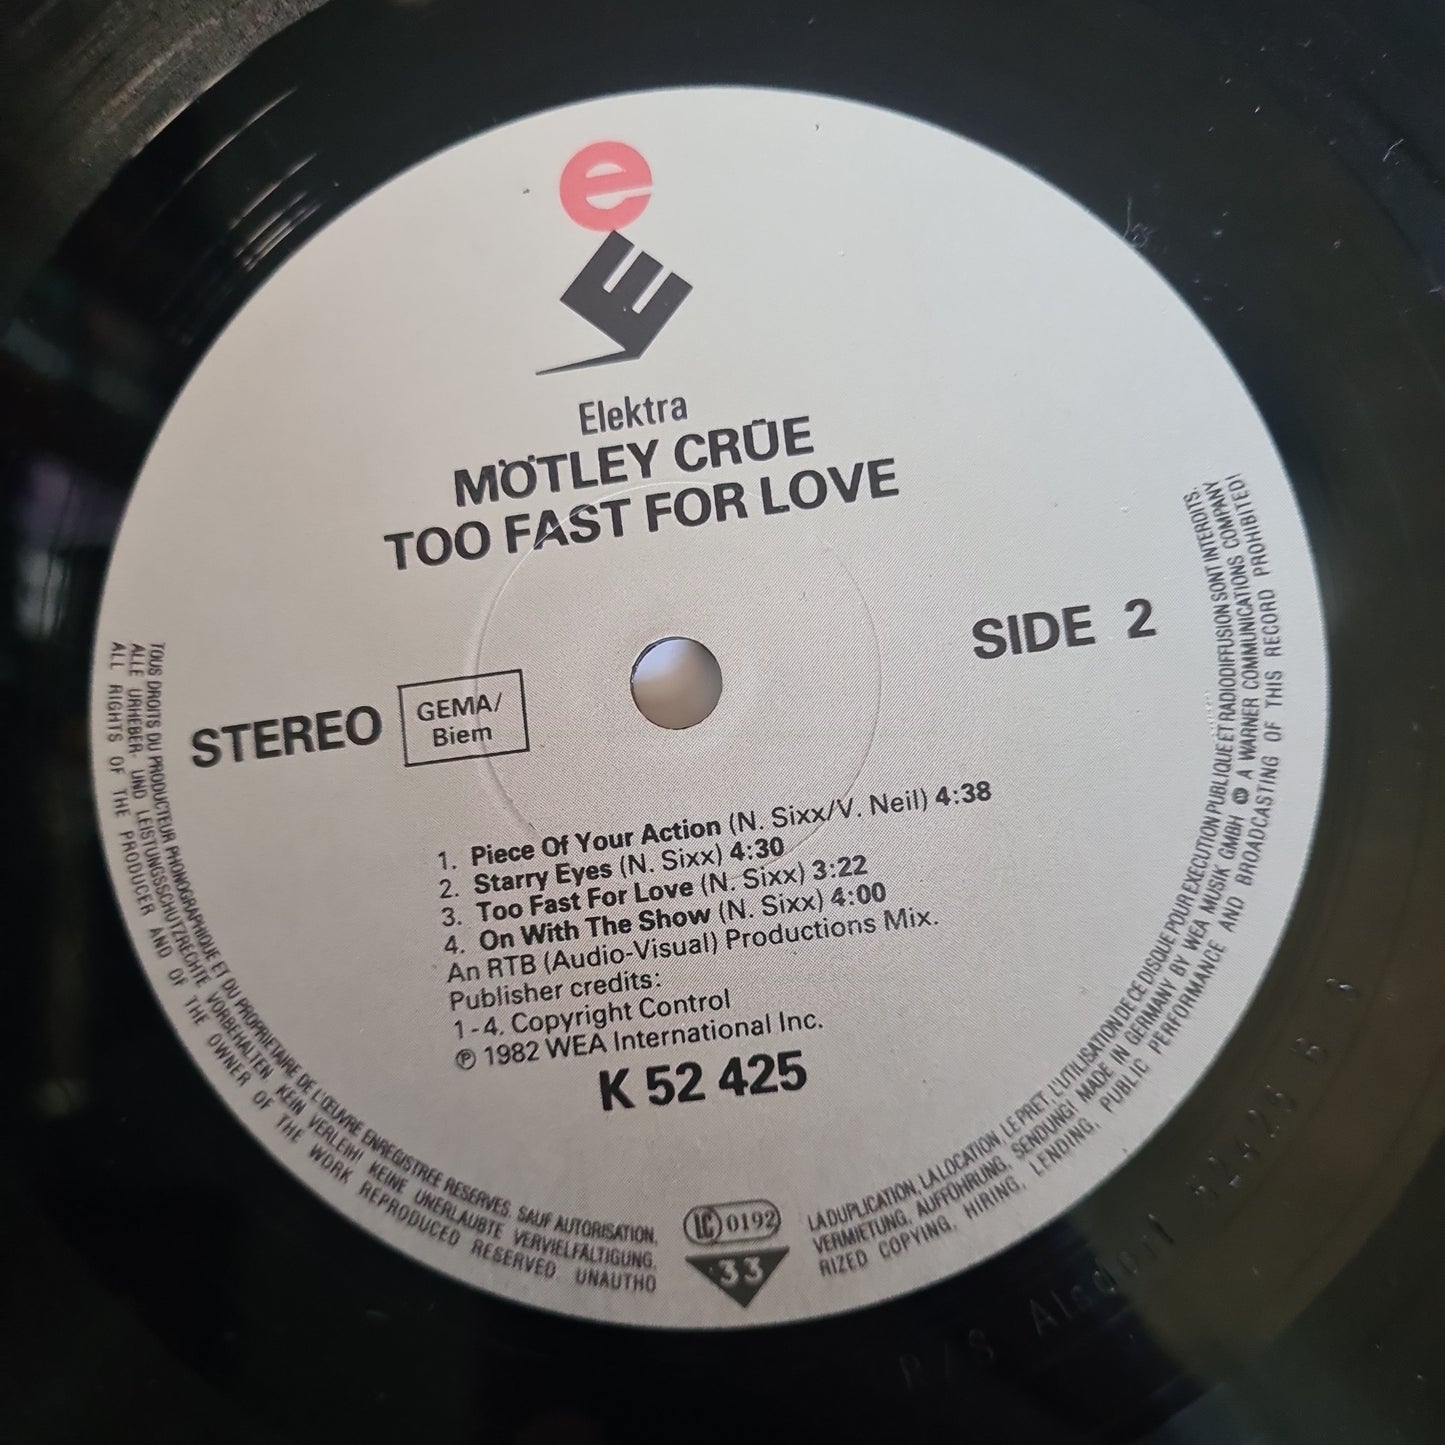 e
E
Elektra
MÖTLEY CRÜE
TOO FAST FOR LOVE
SIDE 2
STEREO
GEMA/
Biem
1. Piece Of Your Action (N. Sixx/V. Neil) 4:38
2. Starry Eyes (N. Sixx) 4:30
3. Too Fast For Love (N. Sixx) 3:22
4. On With The Show (N. Sixx) 4:00
An RTB (Audio-Visual) Productions Mix.
Publisher credits:
1-4. Copyright Control
℗ 1982 WEA International Inc.
K 52 425
LC 0192
33
TOUS DROITS DU PRODUCTEUR PHONOGRAPHIQUE ET DU PROPRIETAIRE DE L'ŒUVRE ENREGISTREE RESERVES. SAUF AUTORISATION, LA DUPLICATION, LA LOCATION, LE PRET, L'UTILISATION DE CE DISQUE POUR EXECUTION PUBLIQUE ET RADIODIFFUSION SONT INTERDITS.
ALLE URHEBER- UND LEISTUNGSSCHUTZRECHTE VORBEHALTEN. KEIN VERLEIH! KEINE UNERLAUBTE VERVIELFÄLTIGUNG, VERMIETUNG, AUFFÜHRUNG, SENDUNG! MADE IN GERMANY BY WEA MUSIK GMBH A WARNER COMMUNICATIONS COMPANY
ALL RIGHTS OF THE PRODUCER AND OF THE OWNER OF THE WORK REPRODUCED RESERVED UNAUTHORIZED COPYING, HIRING, LENDING, PUBLIC PERFORMANCE AND BROADCASTING OF THIS RECORD PROHIBITED!
R/S Alsdorf